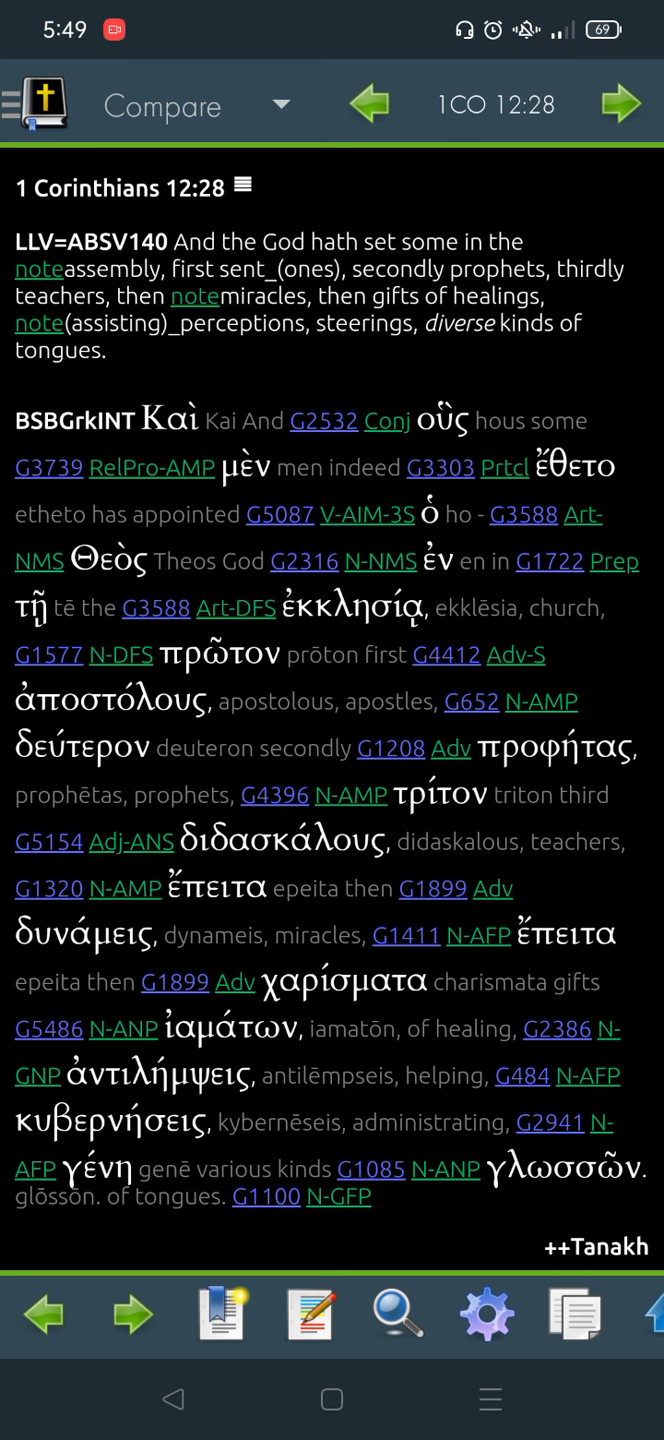 5:49
69
Compare
1CO 12:28
1 Corinthians 12:28
LLV=ABSV140 And the God hath set some in the
noteassembly, first sent_(ones), secondly prophets, thirdly
teachers, then notemiracles, then gifts of healings,
note(assisting)_perceptions, steerings, diverse kinds of
tongues.
BSBGrkINT Καὶ Kai And G2532 Conj οὓς hous some
G3739 RelPro-AMP μὲν men indeed G3303 Prtcl ἔθετο
etheto has appointed G5087 V-AIM-3S ὁ ho - G3588 Art-
NMS Θεὸς Theos God G2316 N-NMS ἐν en in G1722 Prep
τῇ tē the G3588 Art-DFS ἐκκλησίᾳ, ekklēsia, church,
G1577 N-DFS πρῶτον prōton first G4412 Adv-S
ἀποστόλους, apostolous, apostles, G652 N-AMP
δεύτερον deuteron secondly G1208 Adv προφήτας,
prophētas, prophets, G4396 N-AMP τρίτον triton third
G5154 Adj-ANS διδασκάλους, didaskalous, teachers,
G1320 N-AMP ἔπειτα epeita then G1899 Adv
δυνάμεις, dynameis, miracles, G1411 N-AFP ἔπειτα
epeita then G1899 Adv χαρίσματα charismata gifts
G5486 N-ANP ἰαμάτων, iamatōn, of healing, G2386 N-
GNP ἀντιλήμψεις, antilēmpseis, helping, G484 N-AFP
κυβερνήσεις, kybernēseis, administrating, G2941 N-
AFP γένη genē various kinds G1085 N-ANP γλωσσῶν.
glōssōn. of tongues. G1100 N-GFP
++Tanakh